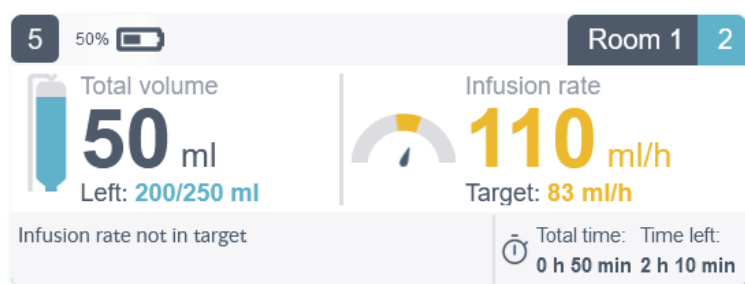 5 50% Room 1 2
Total volume Infusion rate
50 ml 110 ml/h
Left: 200/250 ml Target: 83 ml/h
Infusion rate not in target Total time: Time left:
0 h 50 min 2 h 10 min